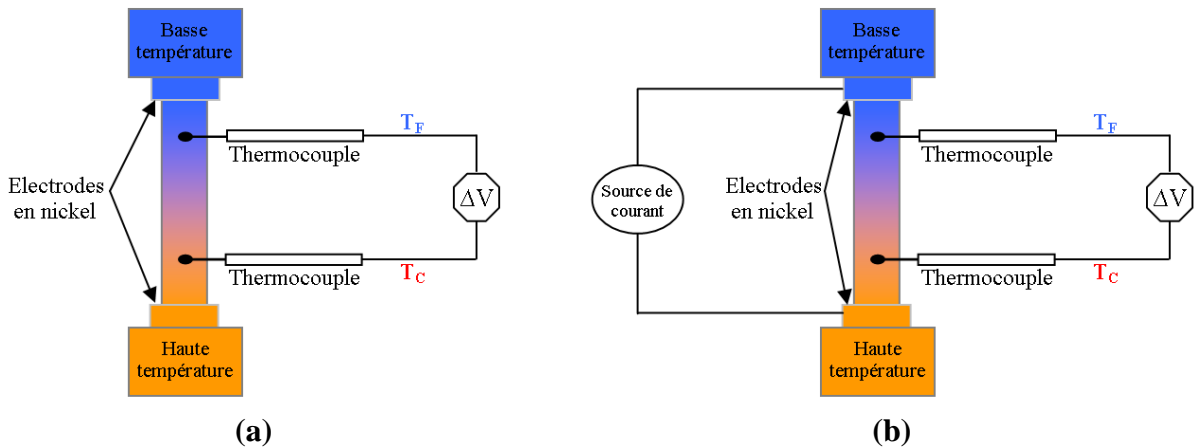 Basse
température
T_F
Thermocouple
Electrodes
en nickel
ΔV
Thermocouple
T_C
Haute
température
(a)
Basse
température
T_F
Thermocouple
Source de
courant
Electrodes
en nickel
ΔV
Thermocouple
T_C
Haute
température
(b)